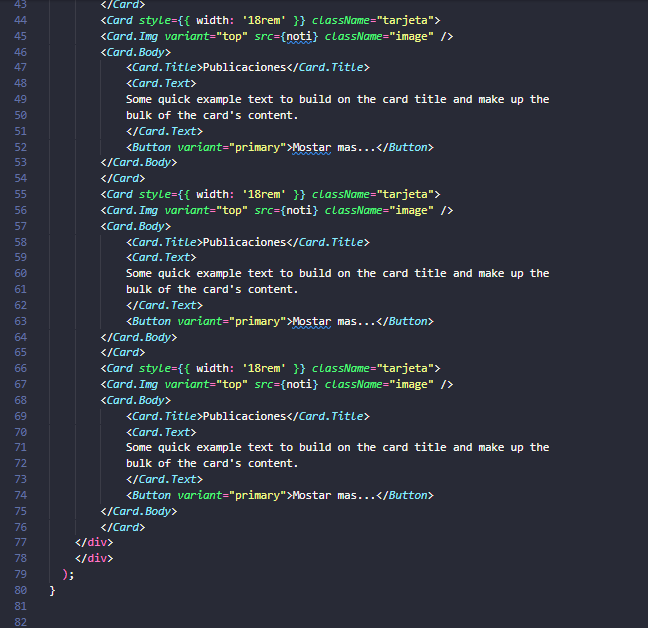 43 </Card>
44 <Card style={{ width: '18rem' }} className="tarjeta">
45 <Card.Img variant="top" src={noti} className="image" />
46 <Card.Body>
47 <Card.Title>Publicaciones</Card.Title>
48 <Card.Text>
49 Some quick example text to build on the card title and make up the
50 bulk of the card's content.
51 </Card.Text>
52 <Button variant="primary">Mostar mas...</Button>
53 </Card.Body>
54 </Card>
55 <Card style={{ width: '18rem' }} className="tarjeta">
56 <Card.Img variant="top" src={noti} className="image" />
57 <Card.Body>
58 <Card.Title>Publicaciones</Card.Title>
59 <Card.Text>
60 Some quick example text to build on the card title and make up the
61 bulk of the card's content.
62 </Card.Text>
63 <Button variant="primary">Mostar mas...</Button>
64 </Card.Body>
65 </Card>
66 <Card style={{ width: '18rem' }} className="tarjeta">
67 <Card.Img variant="top" src={noti} className="image" />
68 <Card.Body>
69 <Card.Title>Publicaciones</Card.Title>
70 <Card.Text>
71 Some quick example text to build on the card title and make up the
72 bulk of the card's content.
73 </Card.Text>
74 <Button variant="primary">Mostar mas...</Button>
75 </Card.Body>
76 </Card>
77 </div>
78 </div>
79 );
80 }
81
82